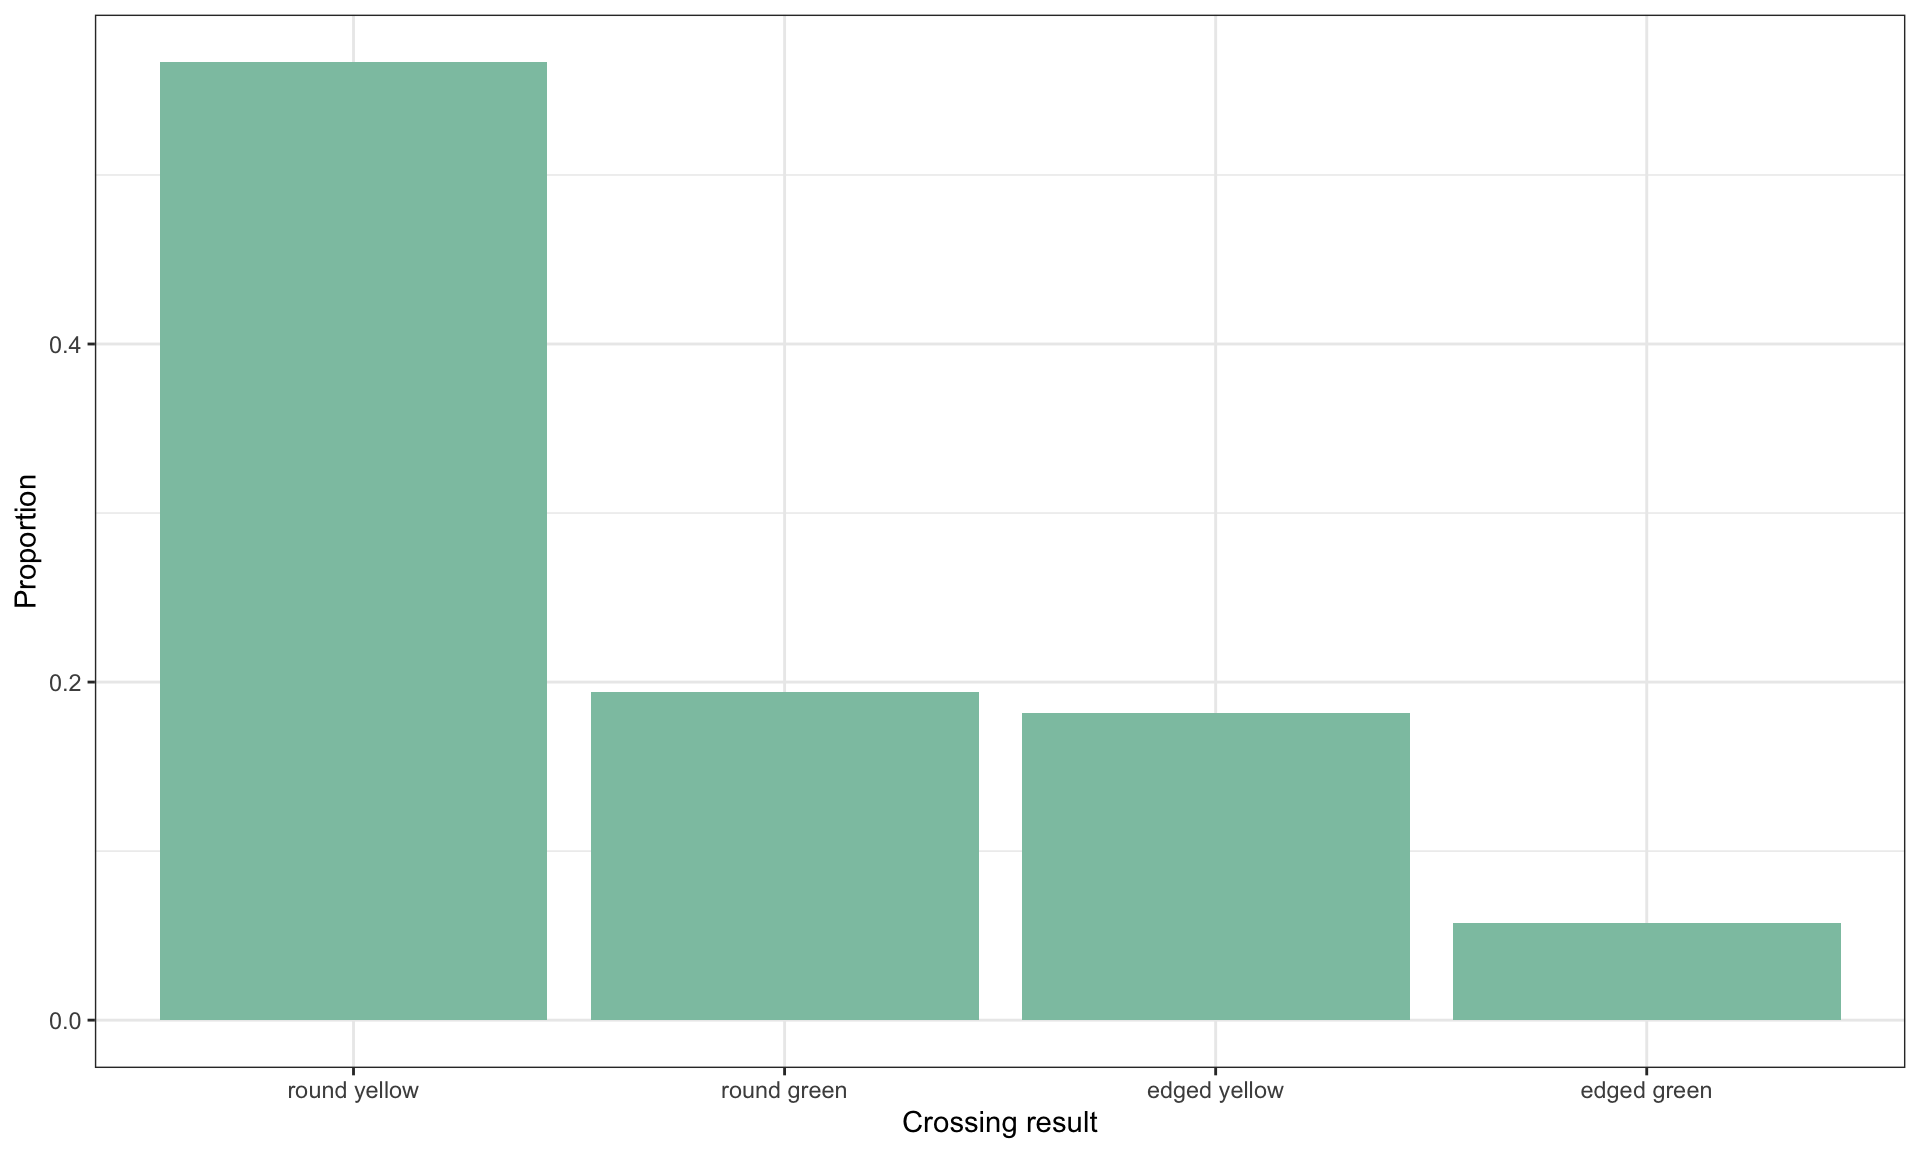 Proportion
0.4
0.2
0.0
round yellow
round green
edged yellow
edged green
Crossing result